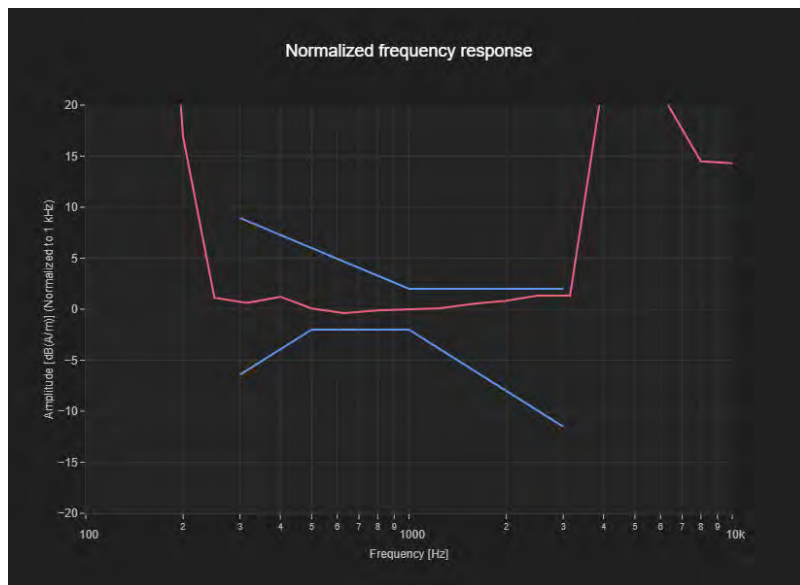 Normalized frequency response
Amplitude [dB(A/m)] (Normalized to 1 kHz)
20
15
10
5
0
−5
−10
−15
−20
100 2 3 4 5 6 7 8 9 1000 2 3 4 5 6 7 8 9 10k
Frequency [Hz]